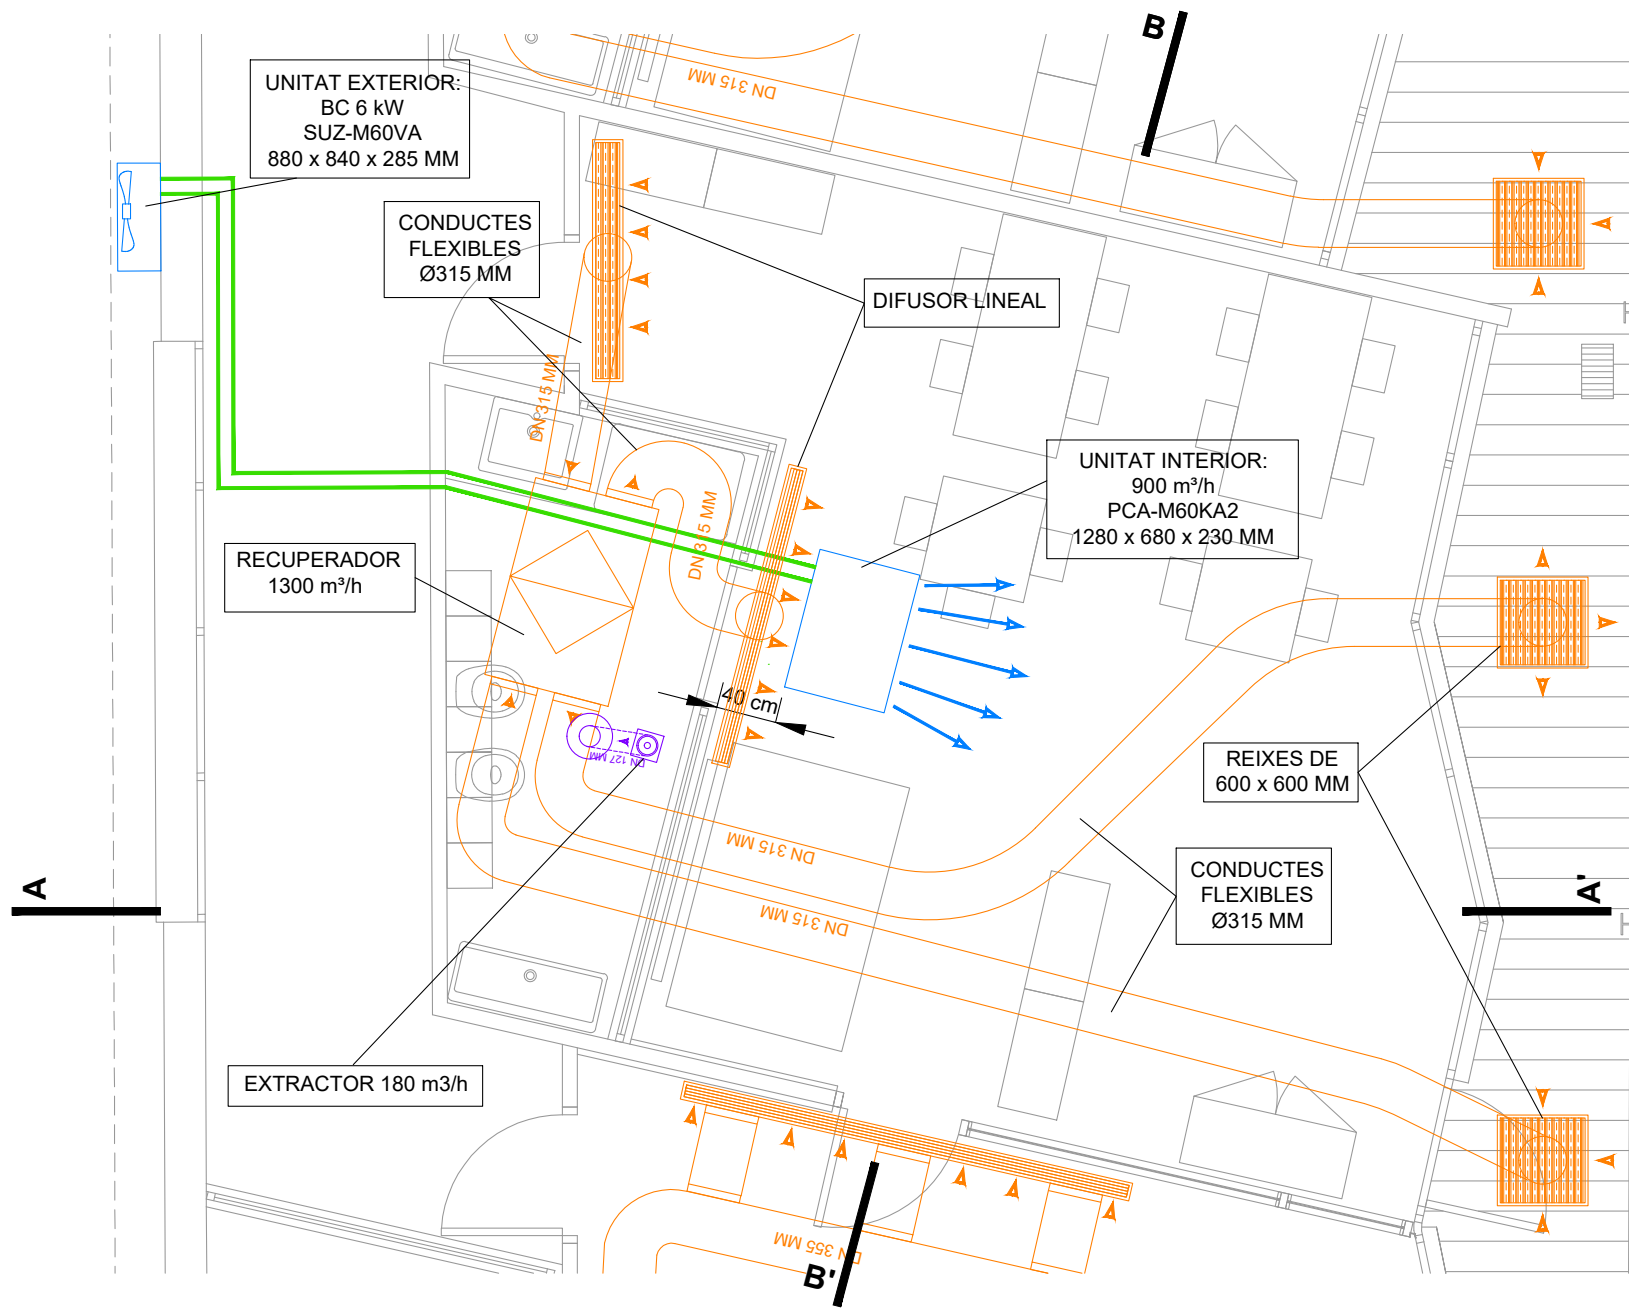 B
DN 315 MM
UNITAT EXTERIOR:
BC 6 kW
SUZ-M60VA
880 x 840 x 285 MM
CONDUCTES
FLEXIBLES
Ø315 MM
DIFUSOR LINEAL
DN 315 MM
UNITAT INTERIOR:
900 m³/h
PCA-M60KA2
1280 x 680 x 230 MM
DN 315 MM
RECUPERADOR
1300 m³/h
40 cm
DN 127 MM
REIXES DE
600 x 600 MM
DN 315 MM
CONDUCTES
FLEXIBLES
Ø315 MM
DN 315 MM
A
A'
EXTRACTOR 180 m3/h
DN 355 MM
B'